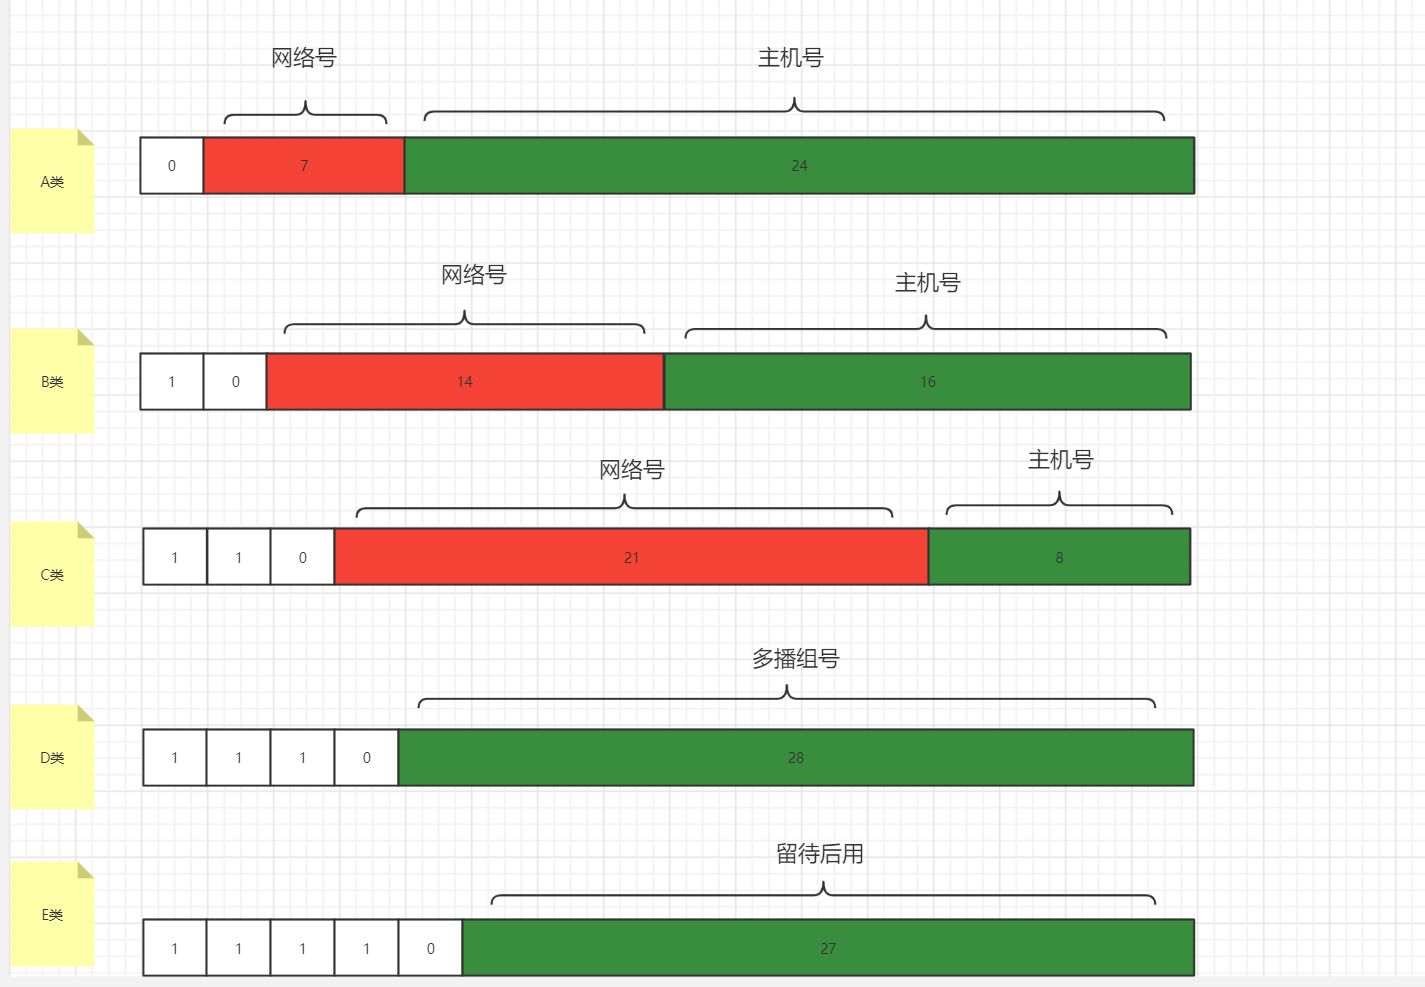 网络号 主机号
A类 0 7 24
网络号 主机号
B类 1 0 14 16
网络号 主机号
C类 1 1 0 21 8
多播组号
D类 1 1 1 0 28
留待后用
E类 1 1 1 1 0 27